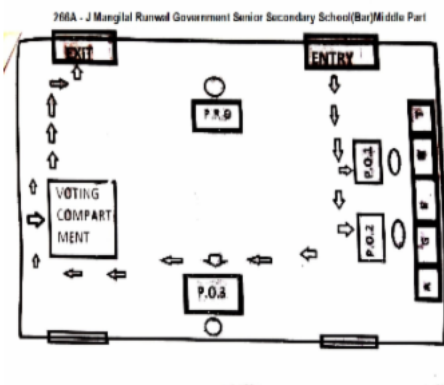 266A - J Mangilal Runwal Government Senior Secondary School(Bar)Middle Part
EXIT
ENTRY
P.R.O
P.O.1
VOTING
COMPART
MENT
P.O.2
P.O.3